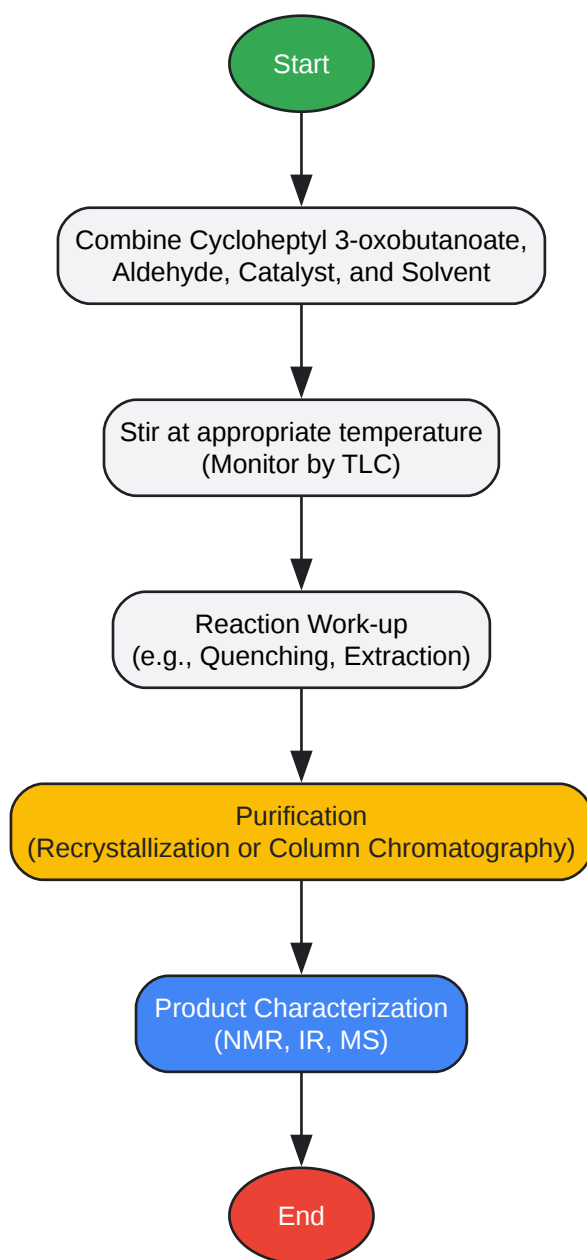 Start
Combine Cycloheptyl 3-oxobutanoate,
Aldehyde, Catalyst, and Solvent
Stir at appropriate temperature
(Monitor by TLC)
Reaction Work-up
(e.g., Quenching, Extraction)
Purification
(Recrystallization or Column Chromatography)
Product Characterization
(NMR, IR, MS)
End